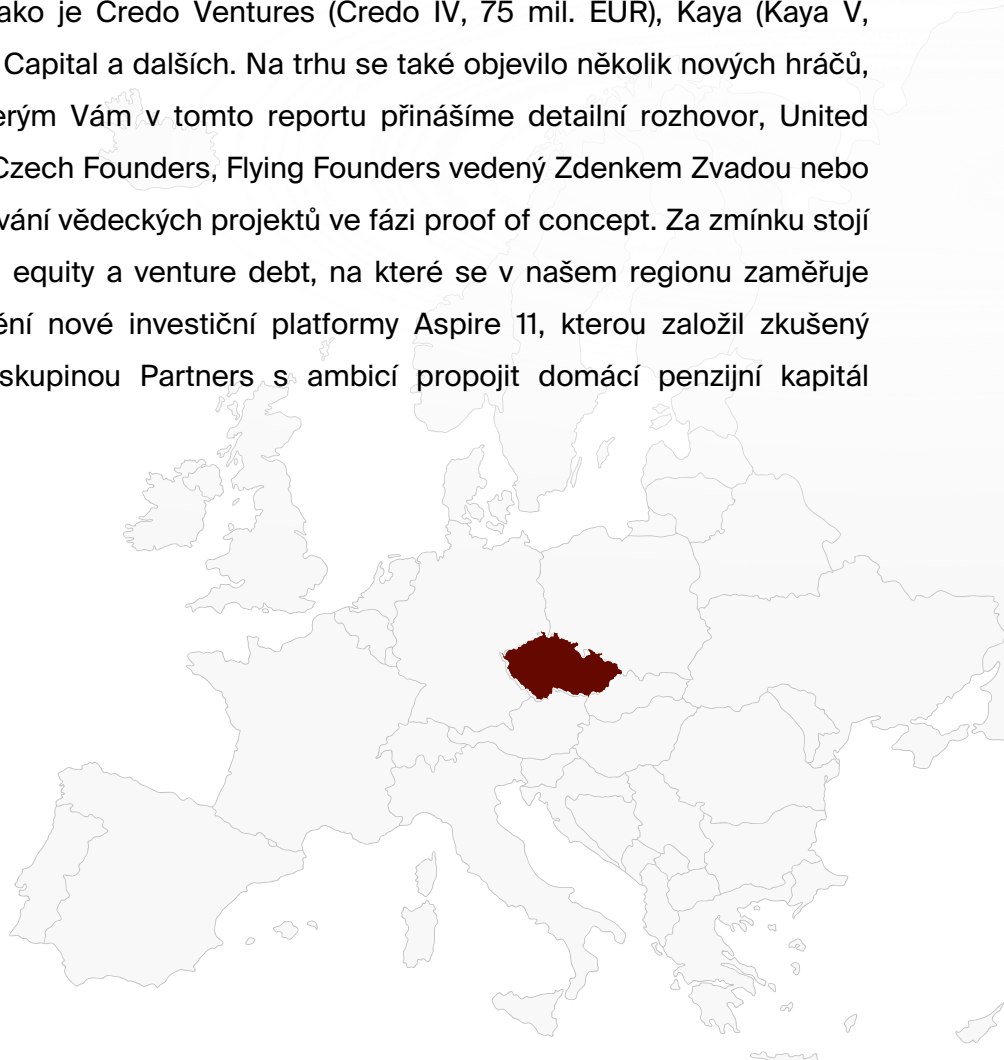 ako je Credo Ventures (Credo IV, 75 mil. EUR), Kaya (Kaya V,
Capital a dalších. Na trhu se také objevilo několik nových hráčů,
erým Vám v tomto reportu přinášíme detailní rozhovor, United
Czech Founders, Flying Founders vedený Zdenkem Zvadou nebo
vání vědeckých projektů ve fázi proof of concept. Za zmínku stojí
equity a venture debt, na které se v našem regionu zaměřuje
ění nové investiční platformy Aspire 11, kterou založil zkušený
skupinou Partners s ambicí propojit domácí penzijní kapitál